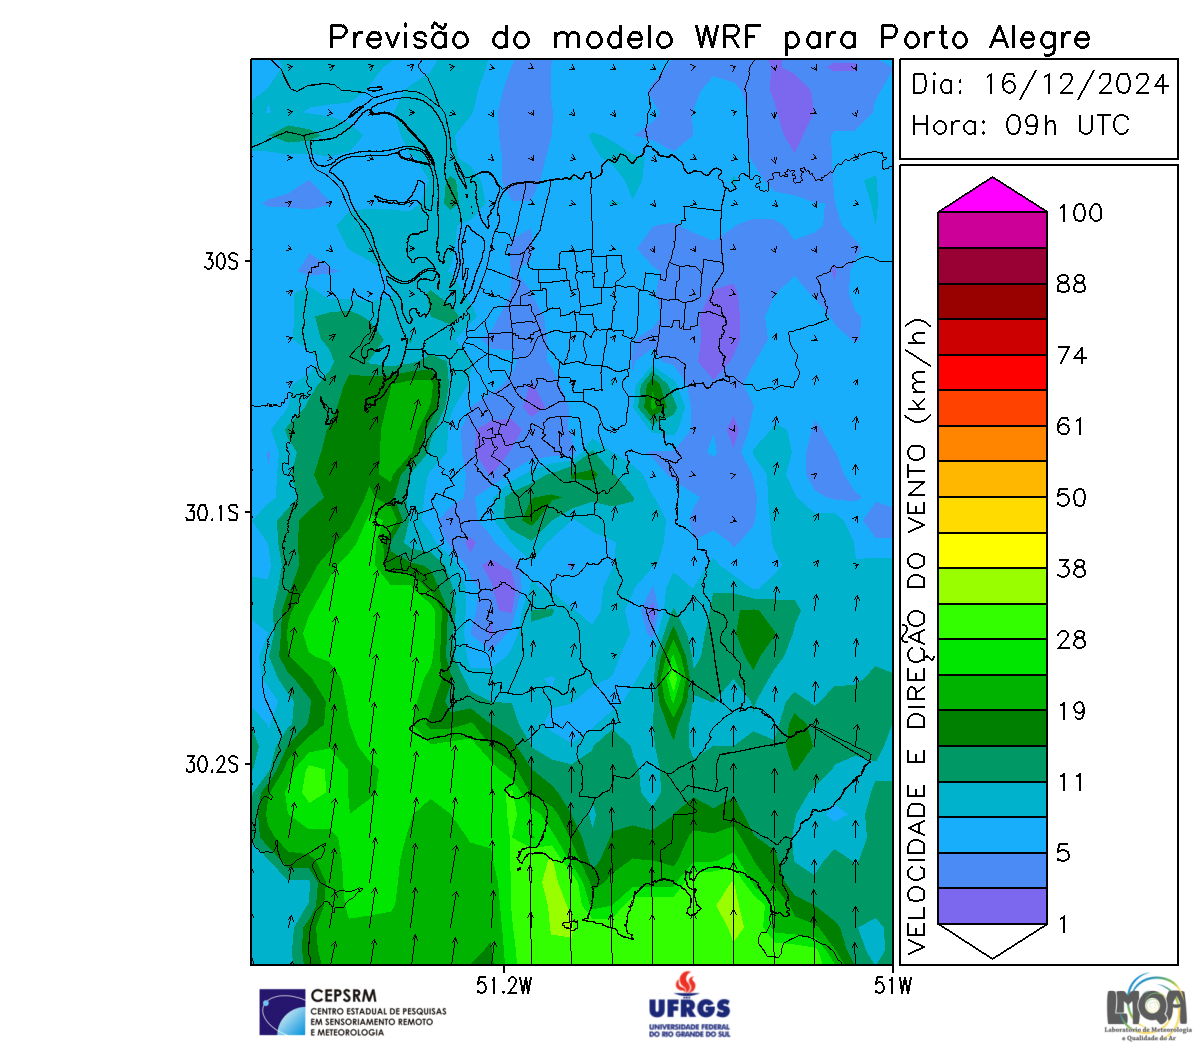 Previsão do modelo WRF para Porto Alegre
Dia: 16/12/2024
Hora: 09h UTC
30S
30.1S
30.2S
51.2W
51W
VELOCIDADE E DIREÇÃO DO VENTO (km/h)
100
88
74
61
50
38
28
19
11
5
1
CEPSRM
CENTRO ESTADUAL DE PESQUISAS
EM SENSORIAMENTO REMOTO
E METEOROLOGIA
UFRGS
UNIVERSIDADE FEDERAL
DO RIO GRANDE DO SUL
LMQA
Laboratório de Meteorologia
e Qualidade do Ar